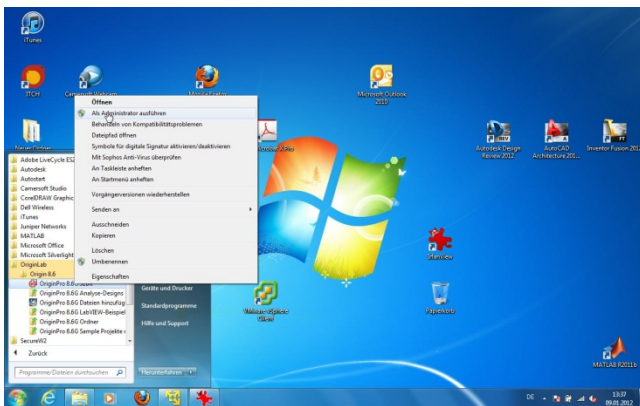 iTunes
ITCH
Microsoft Outlook
2010
Autodesk Design
Review 2012
AutoCAD
Architecture 201...
Inventor Fusion 2012
Öffnen
Als Administrator ausführen
Behandeln von Kompatibilitätsproblemen
Dateipfad öffnen
Symbole für digitale Signatur aktivieren/deaktivieren
Mit Sophos Anti-Virus überprüfen
An Taskleiste anheften
An Startmenü anheften
Vorgängerversionen wiederherstellen
Senden an
Ausschneiden
Kopieren
Löschen
Umbenennen
Eigenschaften
Adobe LiveCycle ES2
Autodesk
Autostart
Camersoft Studio
CorelDRAW Graphic
Dell Wireless
iTunes
Juniper Networks
MATLAB
Microsoft Office
Microsoft Silverlight
OriginLab
Origin 8.6
OriginPro 8.6G Analyse-Designs
OriginPro 8.6G Dateien hinzufüg
OriginPro 8.6G LabVIEW-Beispiel
OriginPro 8.6G Ordner
OriginPro 8.6G Sample Projekte
SecureW2
Zurück
Programme/Dateien durchsuchen
Geräte und Drucker
Standardprogramme
Hilfe und Support
Herunterfahren
VMware vSphere
Client
Papierkorb
MATLAB R2011b
DE
13:37
09.01.2012